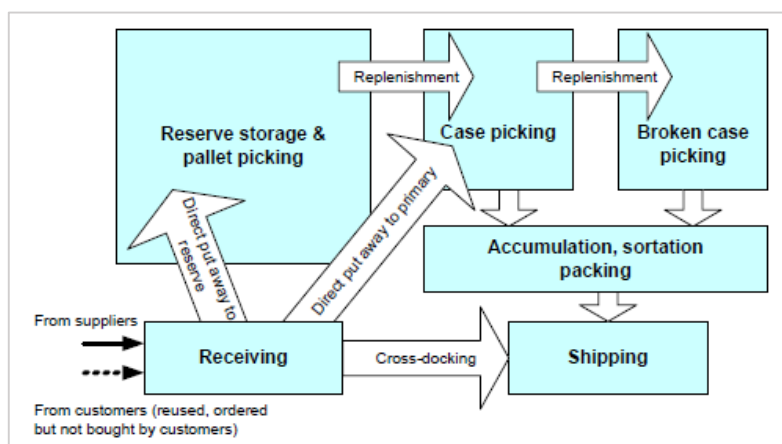 Replenishment
Replenishment
Reserve storage &
pallet picking
Case picking
Broken case
picking
Direct put away to
reserve
Direct put away to primary
Accumulation, sortation
packing
From suppliers
Receiving
Cross-docking
Shipping
From customers (reused, ordered
but not bought by customers)